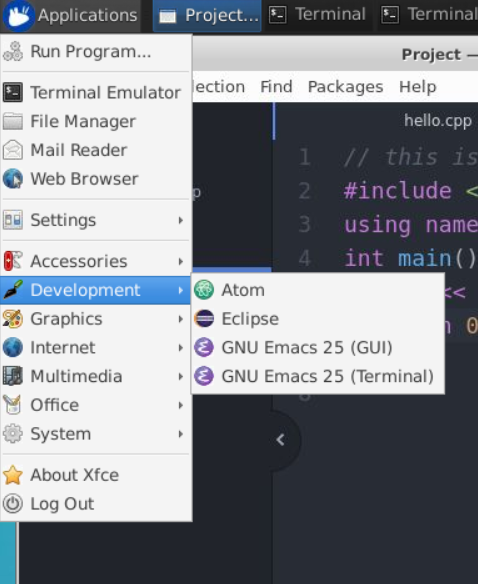 Applications
Project...
Terminal
Terminal
Project —
Find Packages Help
hello.cpp
Run Program...
Terminal Emulator
File Manager
Mail Reader
Web Browser
Settings
Accessories
Development
Graphics
Internet
Multimedia
Office
System
About Xfce
Log Out
Atom
Eclipse
GNU Emacs 25 (GUI)
GNU Emacs 25 (Terminal)
1 // this is
2 #include <
3 using name
4 int main()
<<
0